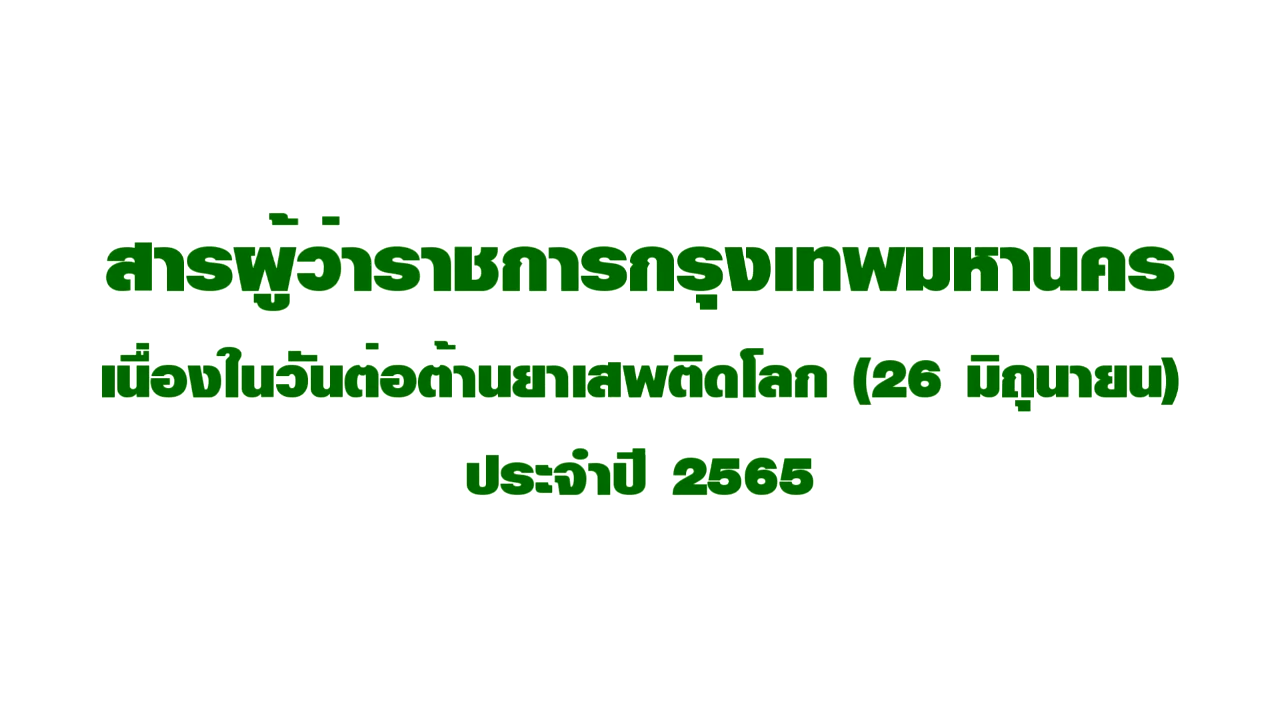 สารผู้ว่าราชการกรุงเทพมหานคร
เนื่องในวันต่อต้านยาเสพติดโลก (26 มิถุนายน)
ประจำปี 2565